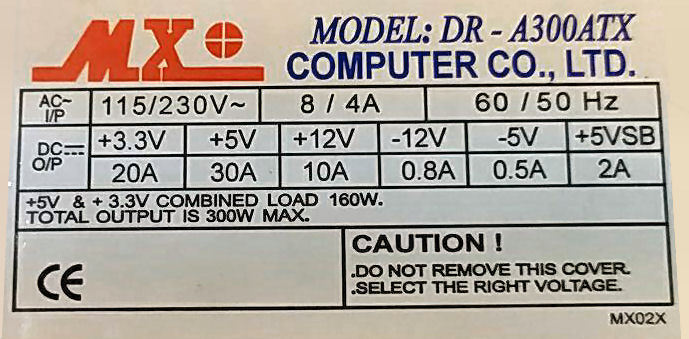 MX
MODEL: DR - A300ATX
COMPUTER CO., LTD.
AC~ I/P 115/230V~ 8 / 4A 60 / 50 Hz
DC O/P +3.3V +5V +12V -12V -5V +5VSB
20A 30A 10A 0.8A 0.5A 2A
+5V & + 3.3V COMBINED LOAD 160W.
TOTAL OUTPUT IS 300W MAX.
CE
CAUTION !
.DO NOT REMOVE THIS COVER.
.SELECT THE RIGHT VOLTAGE.
MX02X